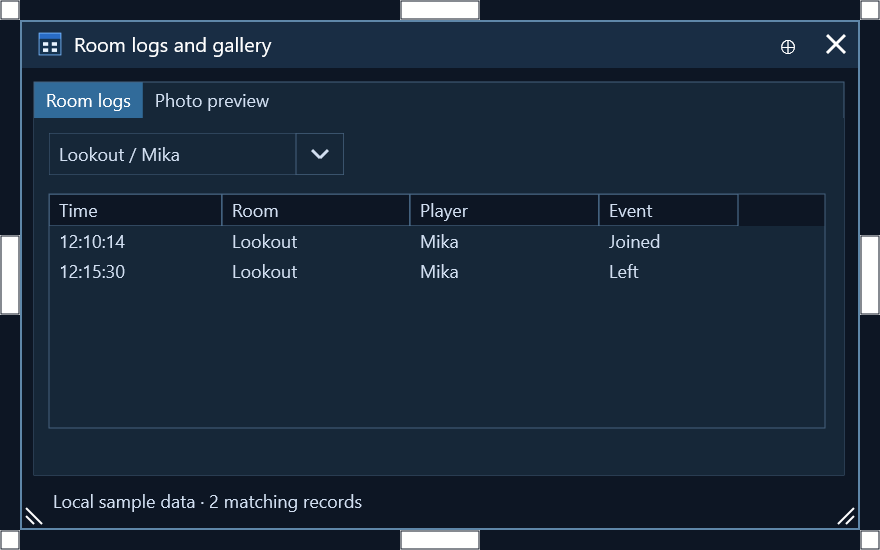 Room logs and gallery
Room logs Photo preview
Lookout / Mika
Time Room Player Event
12:10:14 Lookout Mika Joined
12:15:30 Lookout Mika Left
Local sample data · 2 matching records